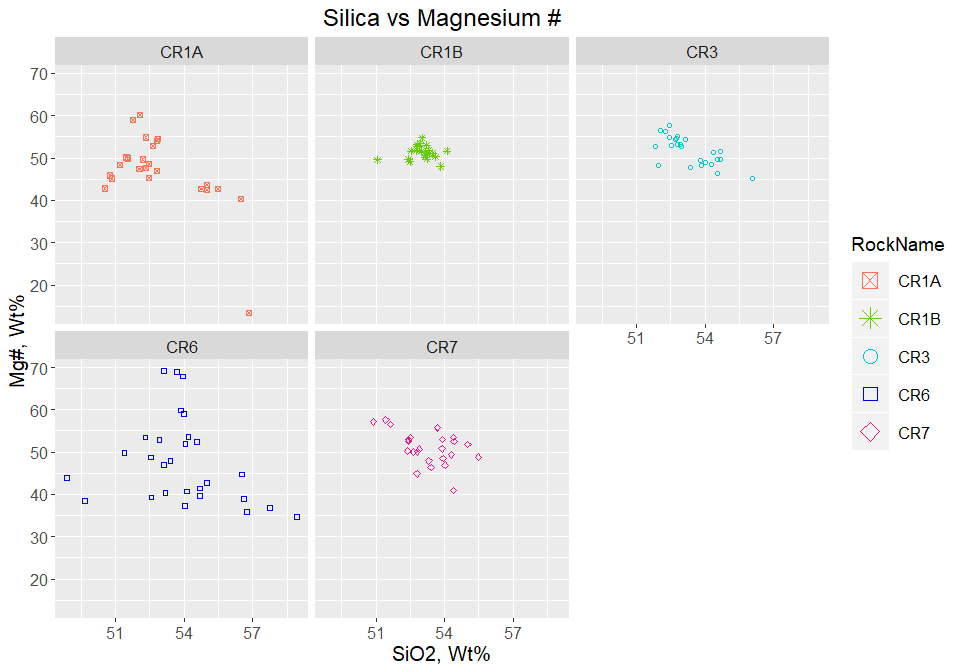 Silica vs Magnesium #
CR1A
CR1B
CR3
70
60
50
40
30
20
51
54
57
CR6
CR7
70
60
50
40
30
20
51
54
57
51
54
57
Mg#, Wt%
SiO2, Wt%
RockName
CR1A
CR1B
CR3
CR6
CR7